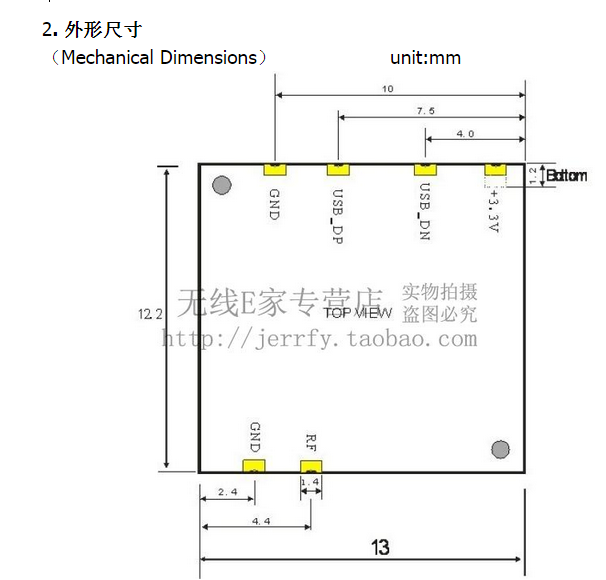 2. 外形尺寸
（Mechanical Dimensions） unit:mm
10
7.5
4.0
1.2
Bottom
GND
USB_DP
USB_DN
+3.3V
12.2
无线E家专营店
实物拍摄
盗图必究
TOP VIEW
http://jerrfy.taobao.com
GND
RF
1.4
2.4
4.4
13